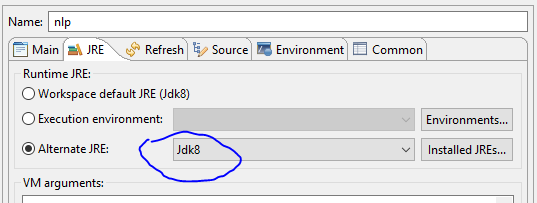 Name: nlp
Main JRE Refresh Source Environment Common
Runtime JRE:
Workspace default JRE (Jdk8)
Execution environment: Environments...
Alternate JRE: Jdk8 Installed JREs...
VM arguments: